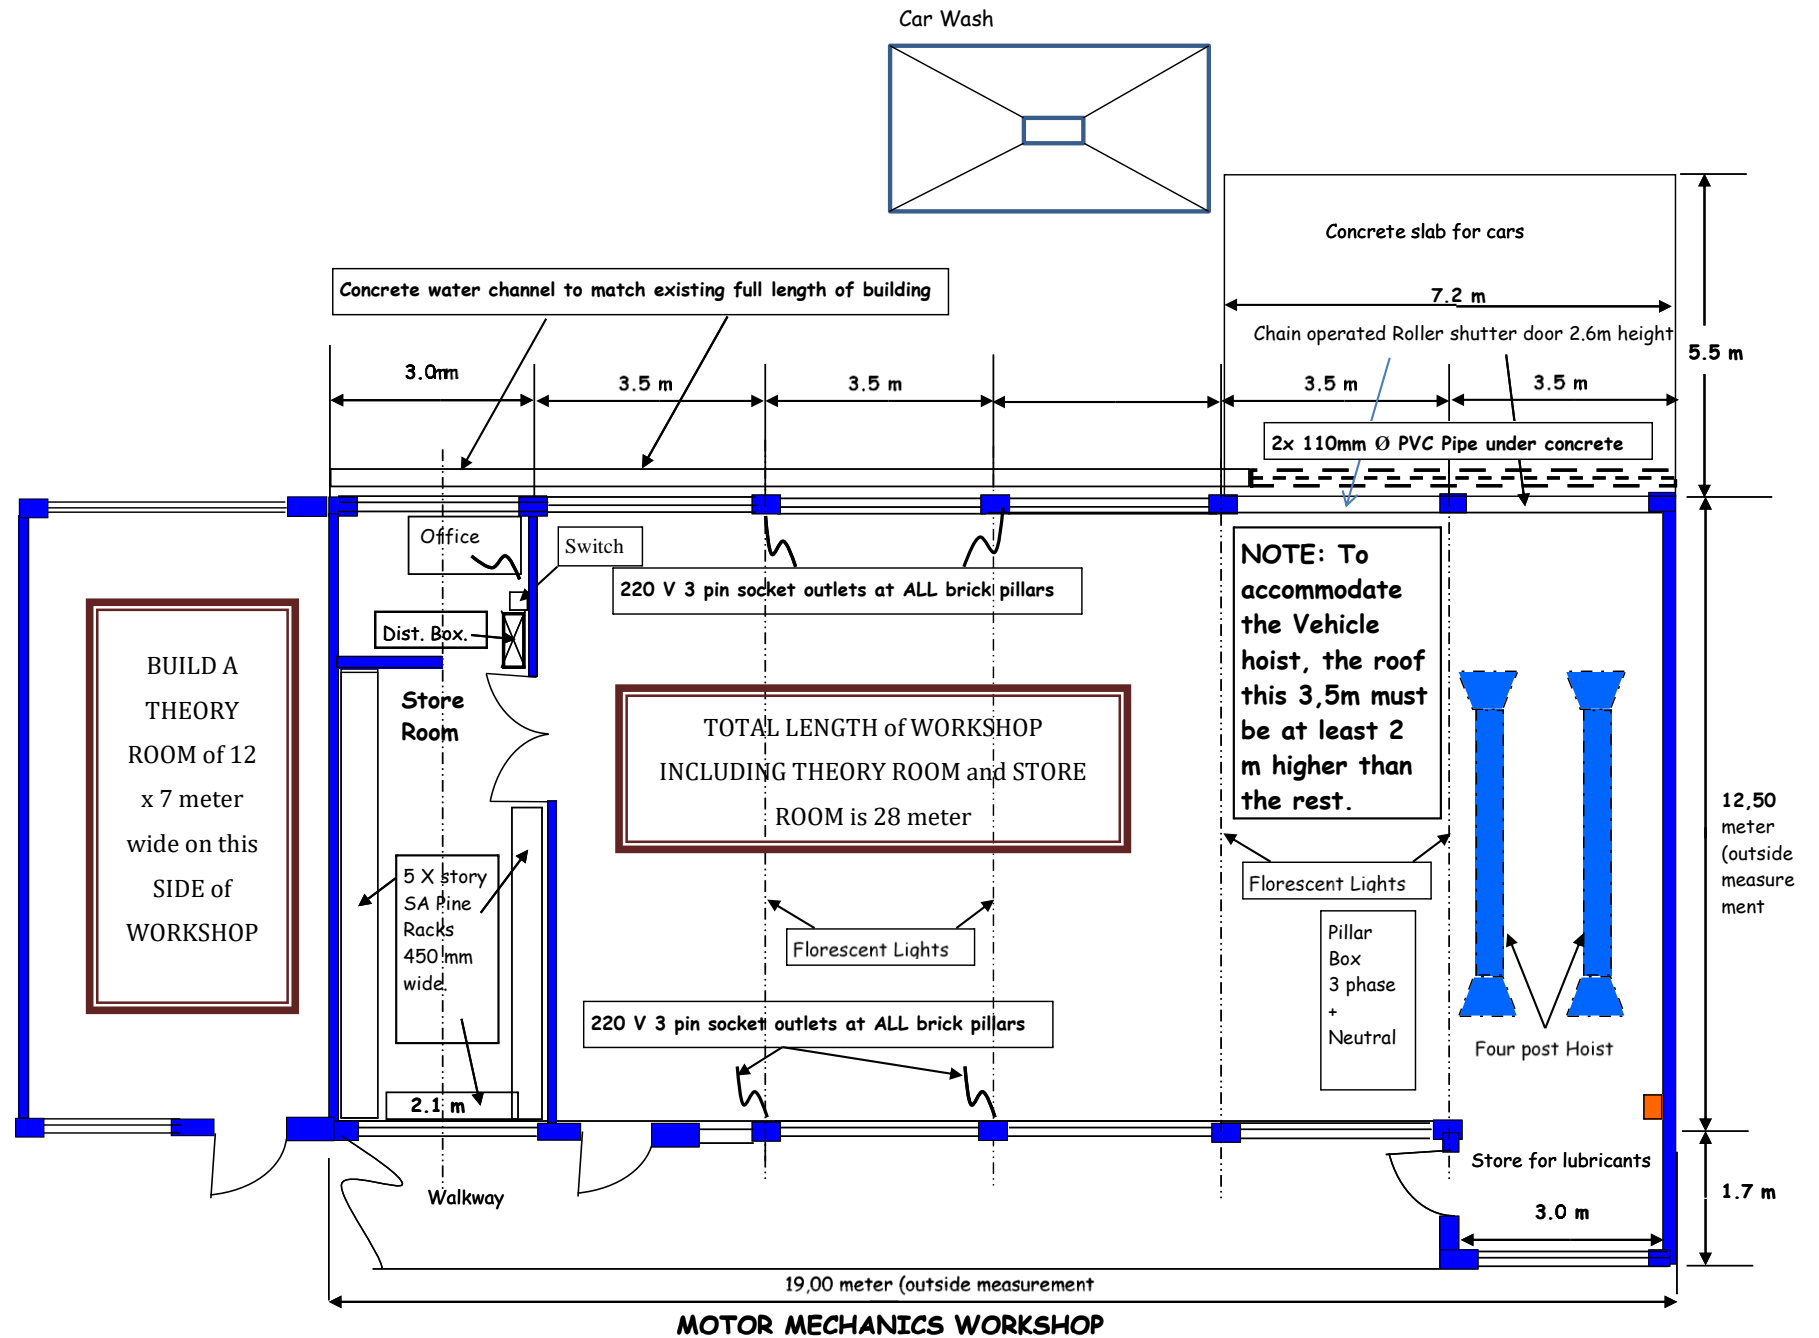 Car Wash
Concrete slab for cars
Concrete water channel to match existing full length of building
7.2 m
Chain operated Roller shutter door 2.6m height
5.5 m
3.0mm
3.5 m
3.5 m
3.5 m
3.5 m
2x 110mm Ø PVC Pipe under concrete
Office
Switch
220 V 3 pin socket outlets at ALL brick pillars
Dist. Box.
NOTE: To
accommodate
the Vehicle
hoist, the roof
this 3,5m must
be at least 2
m higher than
the rest.
BUILD A
THEORY
ROOM of 12
x 7 meter
wide on this
SIDE of
WORKSHOP
Store
Room
TOTAL LENGTH of WORKSHOP
INCLUDING THEORY ROOM and STORE
ROOM is 28 meter
12,50
meter
(outside
measure
ment
5 X story
SA Pine
Racks
450 mm
wide.
Florescent Lights
Florescent Lights
Pillar
Box
3 phase
+
Neutral
220 V 3 pin socket outlets at ALL brick pillars
Four post Hoist
2.1 m
Store for lubricants
Walkway
1.7 m
3.0 m
19,00 meter (outside measurement
MOTOR MECHANICS WORKSHOP